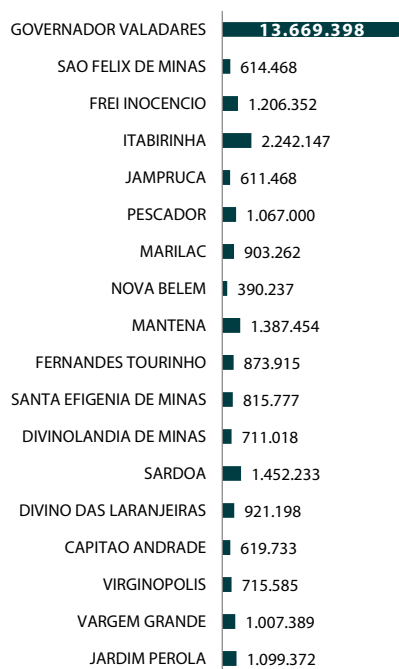 GOVERNADOR VALADARES 13.669.398
SAO FELIX DE MINAS 614.468
FREI INOCENCIO 1.206.352
ITABIRINHA 2.242.147
JAMPRUCA 611.468
PESCADOR 1.067.000
MARILAC 903.262
NOVA BELEM 390.237
MANTENA 1.387.454
FERNANDES TOURINHO 873.915
SANTA EFIGENIA DE MINAS 815.777
DIVINOLANDIA DE MINAS 711.018
SARDOA 1.452.233
DIVINO DAS LARANJEIRAS 921.198
CAPITAO ANDRADE 619.733
VIRGINOPOLIS 715.585
VARGEM GRANDE 1.007.389
JARDIM PEROLA 1.099.372